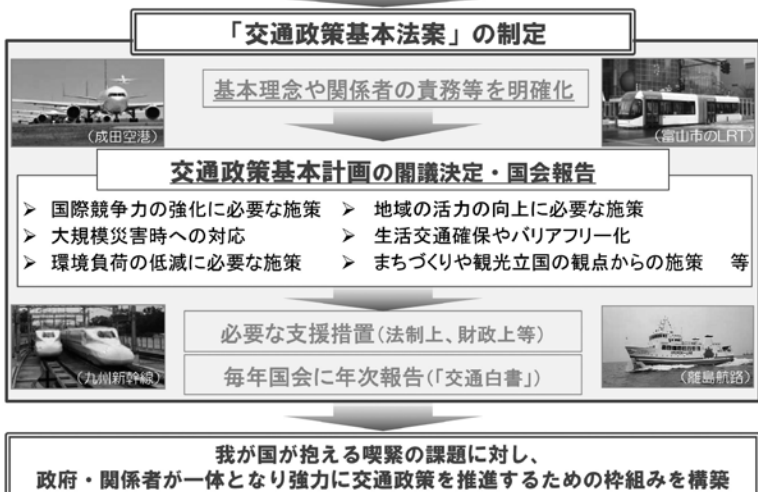 「交通政策基本法案」の制定
基本理念や関係者の責務等を明確化
（成田空港）
（富山市のLRT）
交通政策基本計画の閣議決定・国会報告
➢ 国際競争力の強化に必要な施策
➢ 大規模災害時への対応
➢ 環境負荷の低減に必要な施策
➢ 地域の活力の向上に必要な施策
➢ 生活交通確保やバリアフリー化
➢ まちづくりや観光立国の観点からの施策 等
必要な支援措置（法制上、財政上等）
毎年国会に年次報告（「交通白書」）
（九州新幹線）
（離島航路）
我が国が抱える喫緊の課題に対し、
政府・関係者が一体となり強力に交通政策を推進するための枠組みを構築